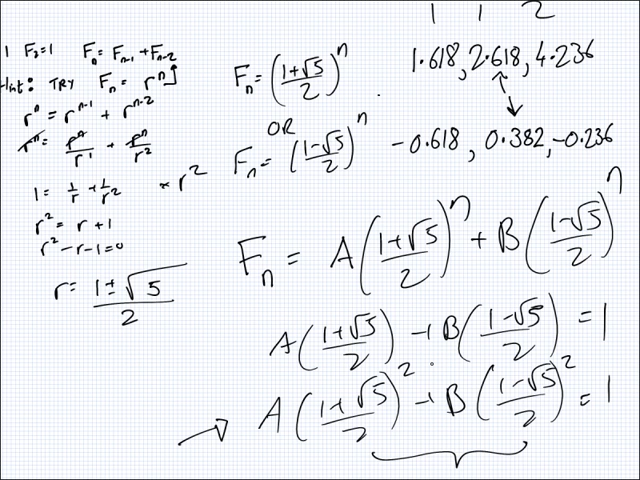 1 F₂=1 Fₙ=Fₙ₋₁+Fₙ₋₂
Hint: TRY Fₙ = rⁿ
rⁿ = rⁿ⁻¹ + rⁿ⁻²
rⁿ = rⁿ/r¹ + rⁿ/r²
1 = 1/r + 1/r² × r²
r² = r + 1
r² - r - 1 = 0
r = (1±√5)/2
Fₙ = ((1+√5)/2)ⁿ
OR
Fₙ = ((1-√5)/2)ⁿ
1 1 2
1.618, 2.618, 4.236
-0.618, 0.382, -0.236
Fₙ = A((1+√5)/2)ⁿ + B((1-√5)/2)ⁿ
A((1+√5)/2) + B((1-√5)/2) = 1
→ A((1+√5)/2)² + B((1-√5)/2)² = 1